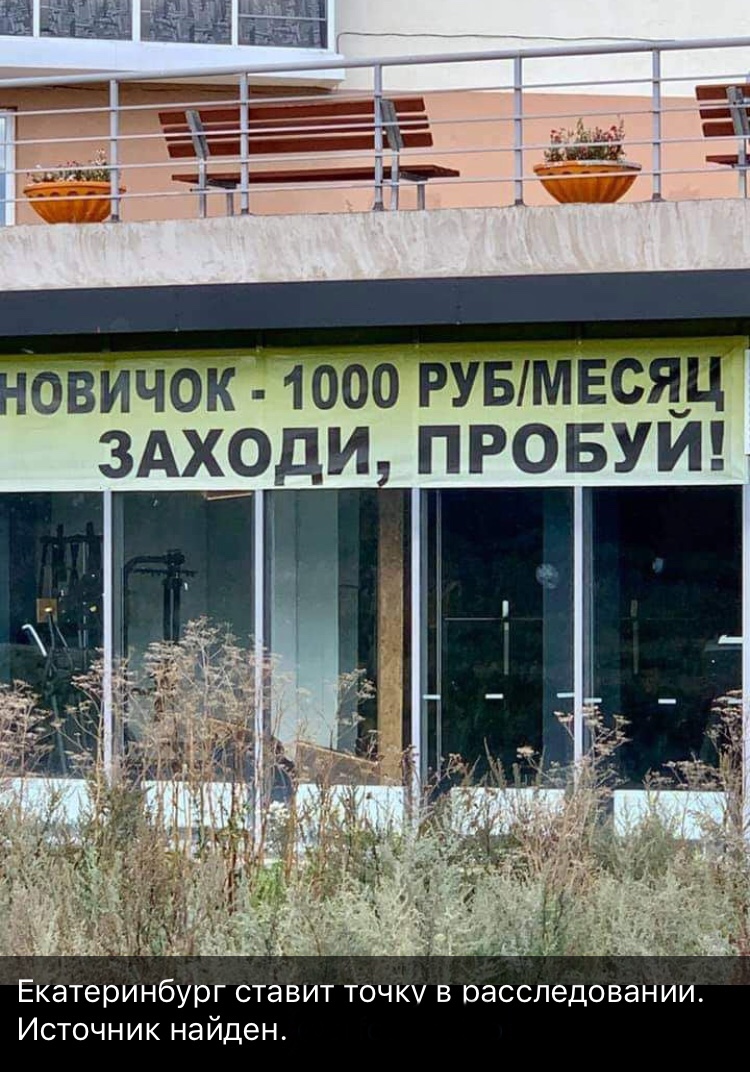 НОВИЧОК - 1000 РУБ/МЕСЯЦ
ЗАХОДИ, ПРОБУЙ!
Екатеринбург ставит точку в расследовании.
Источник найден.